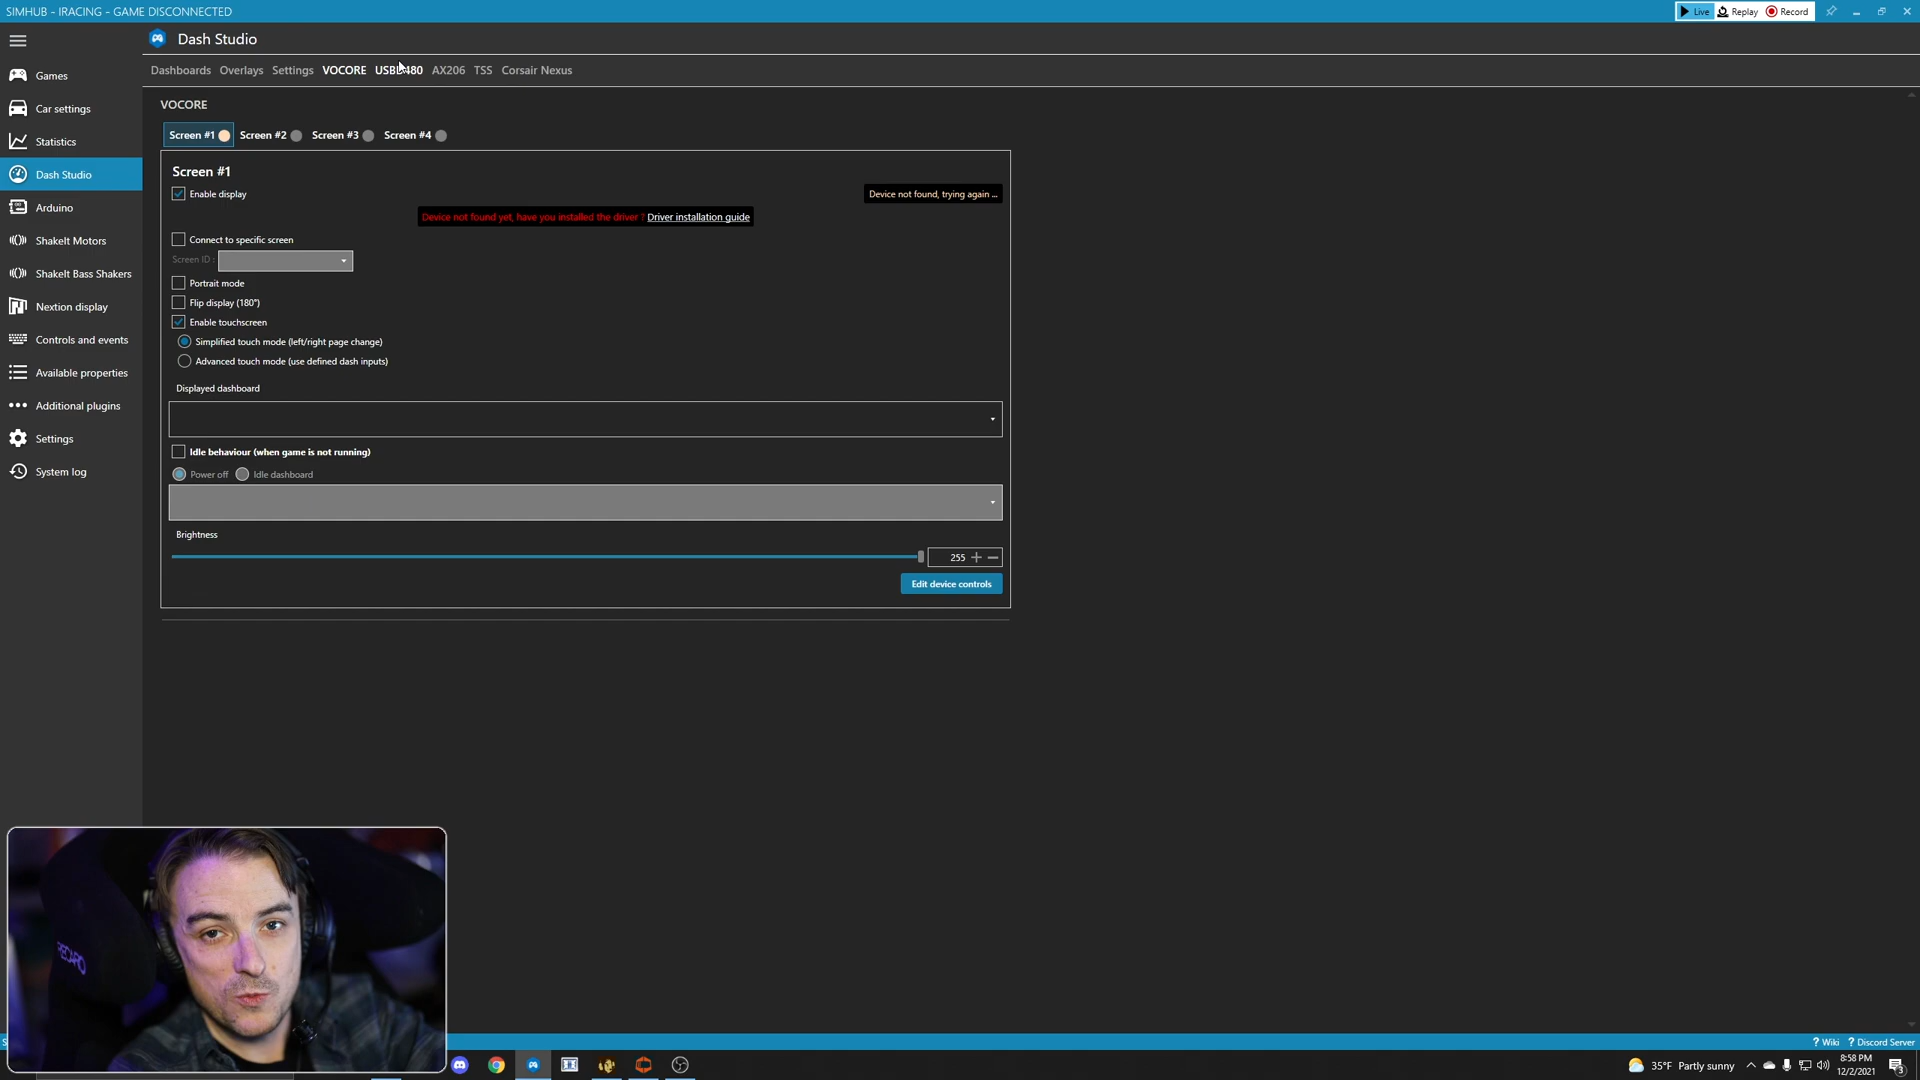 SIMHUB - IRACING - GAME DISCONNECTED
Live Replay Record
Dash Studio
Games
Car settings
Statistics
Dash Studio
Arduino
ShakeIt Motors
ShakeIt Bass Shakers
Nextion display
Controls and events
Available properties
Additional plugins
Settings
System log
Dashboards Overlays Settings VOCORE USBD480 AX206 TSS Corsair Nexus
VOCORE
Screen #1 Screen #2 Screen #3 Screen #4
Screen #1
Enable display
Device not found, trying again ...
Device not found yet, have you installed the driver ? Driver installation guide
Connect to specific screen
Screen ID :
Portrait mode
Flip display (180°)
Enable touchscreen
Simplified touch mode (left/right page change)
Advanced touch mode (use defined dash inputs)
Displayed dashboard
Idle behaviour (when game is not running)
Power off Idle dashboard
Brightness
255
Edit device controls
RECARO
? Wiki ? Discord Server
35°F Partly sunny
8:58 PM
12/2/2021
3